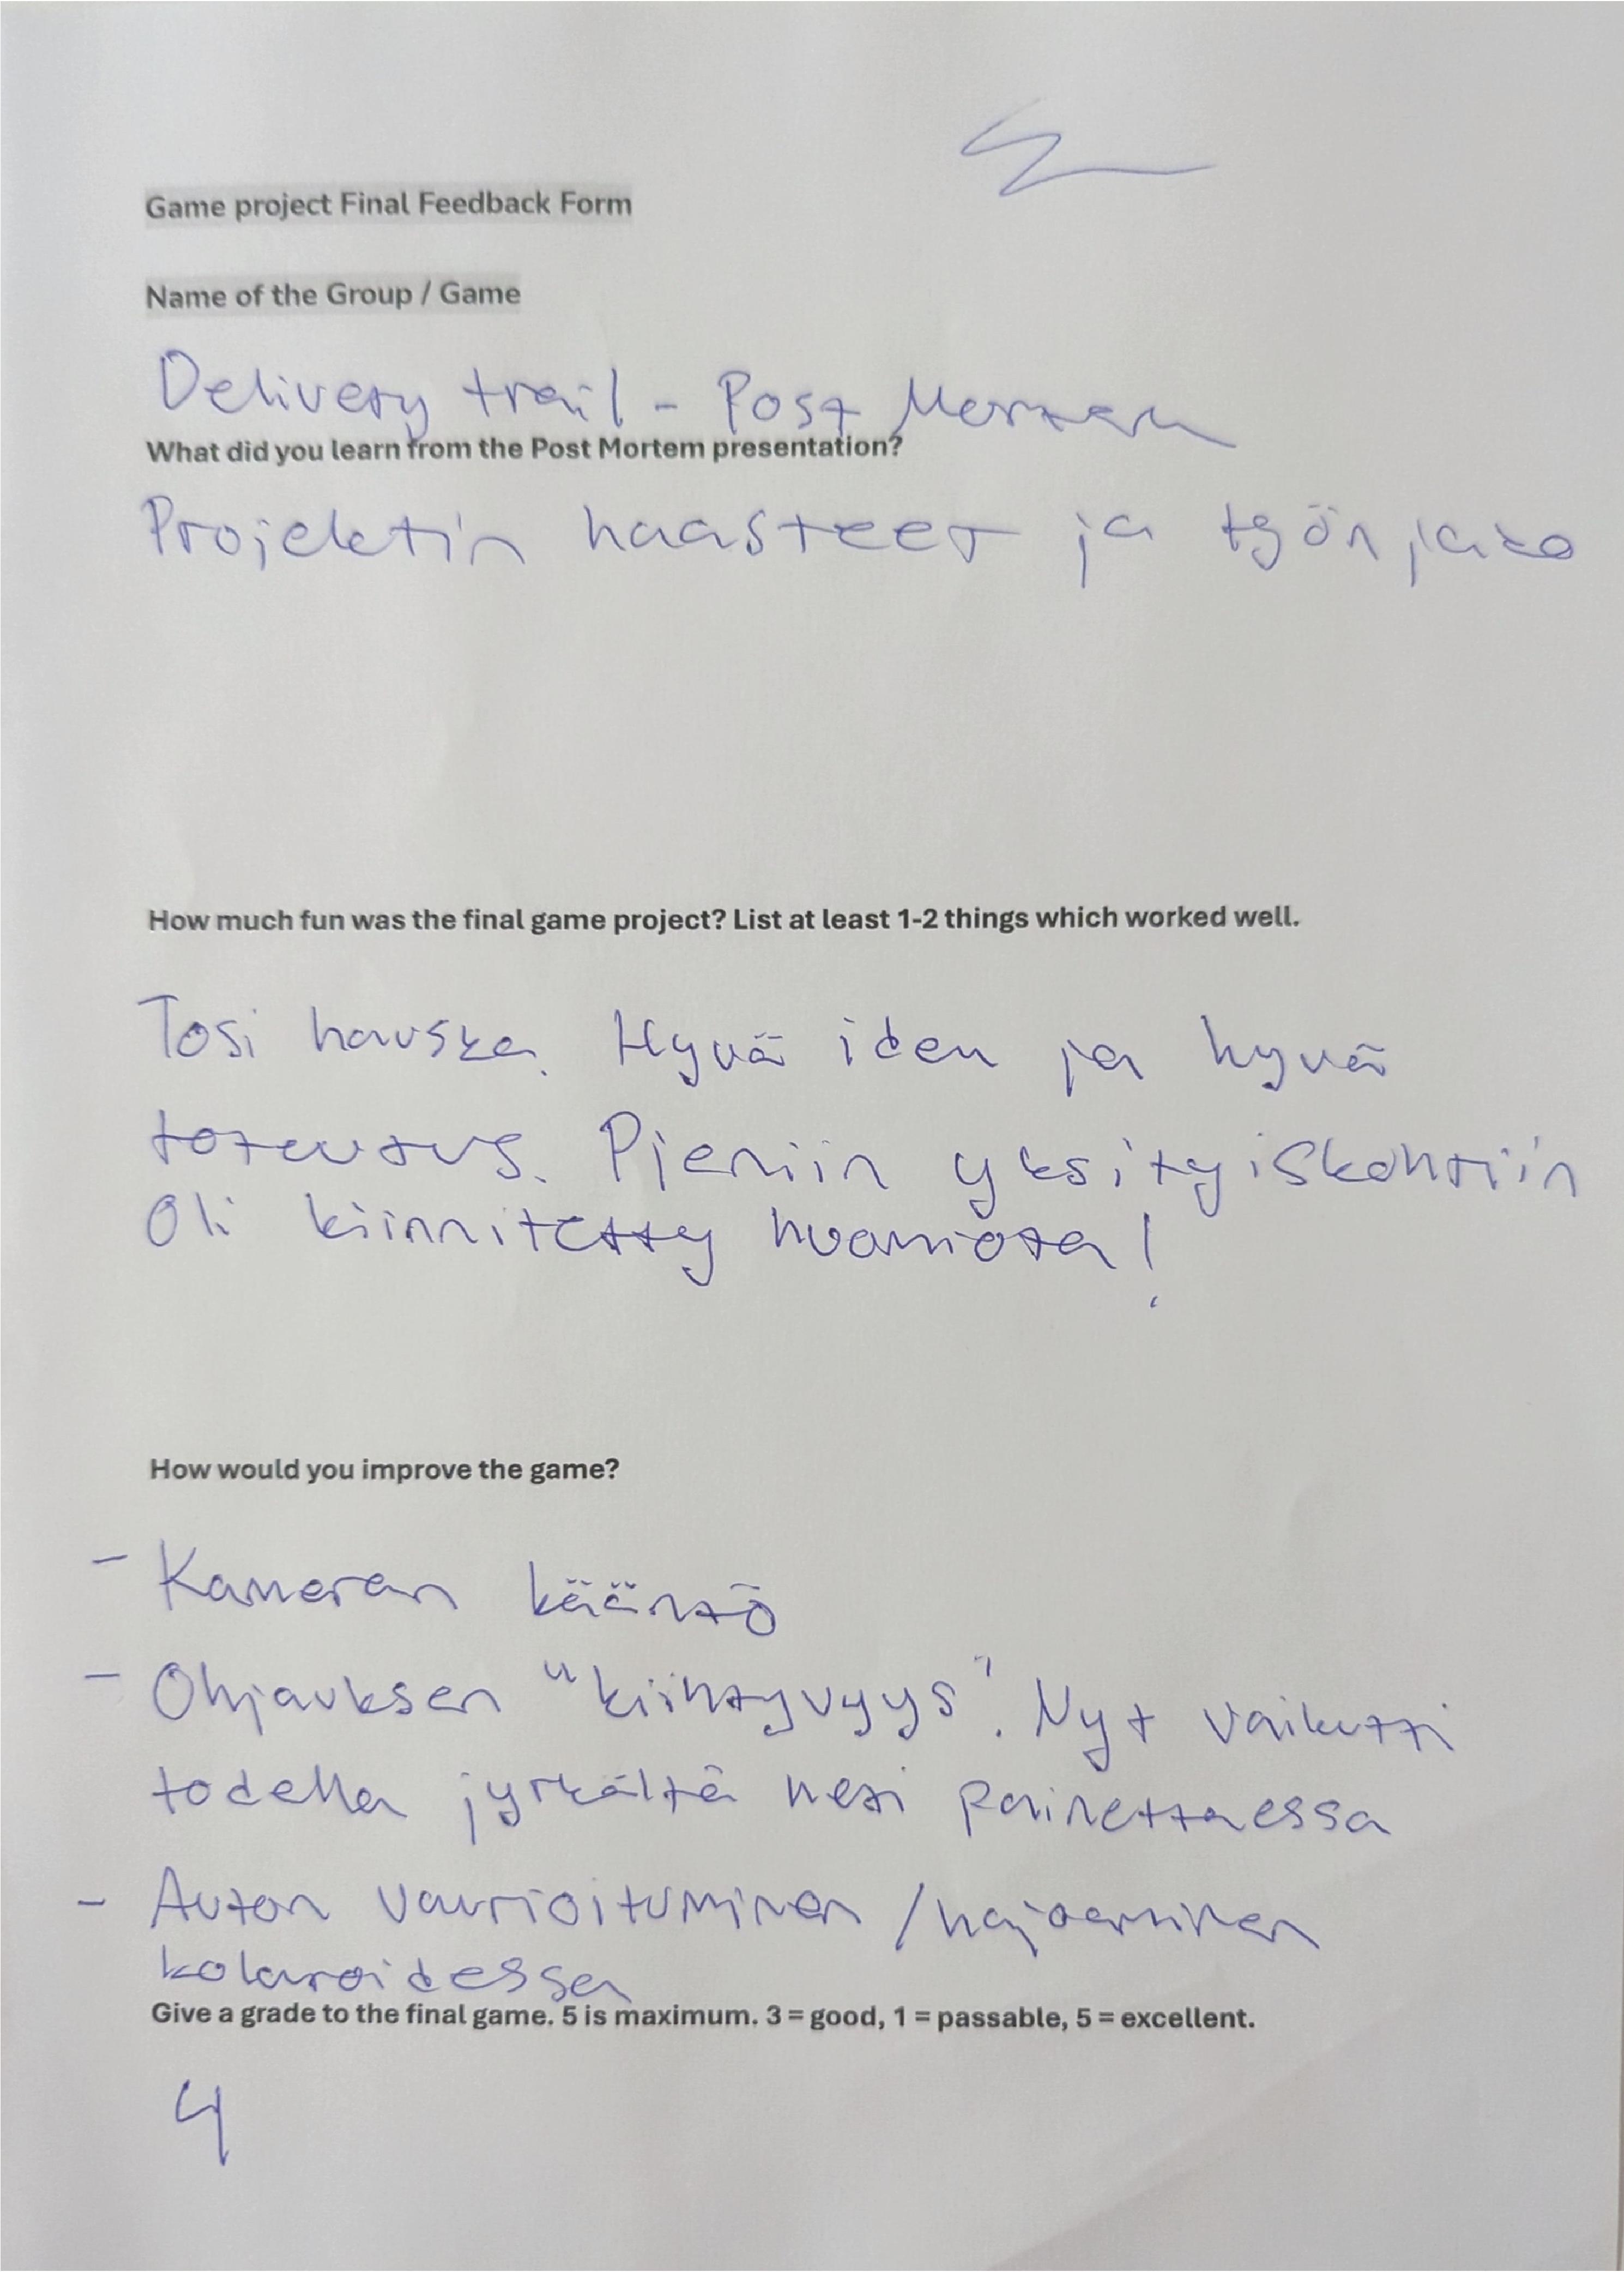 Game project Final Feedback Form
Name of the Group / Game
Delivery trail - Post Mortem
What did you learn from the Post Mortem presentation?
Projektin haasteet ja työnjako
How much fun was the final game project? List at least 1-2 things which worked well.
Tosi hauska. Hyvä idea ja hyvä
toteutus. Pieniin yksityiskohtiin
Oli kiinnitetty huomiota!
How would you improve the game?
- Kameran kääntö
- Ohjauksen "kiihtyvyys". Nyt vaikutti
todella jyrkältä heti painettaessa
- Auton vaurioituminen / hajoaminen
kolaroidessa
Give a grade to the final game. 5 is maximum. 3 = good, 1 = passable, 5 = excellent.
4